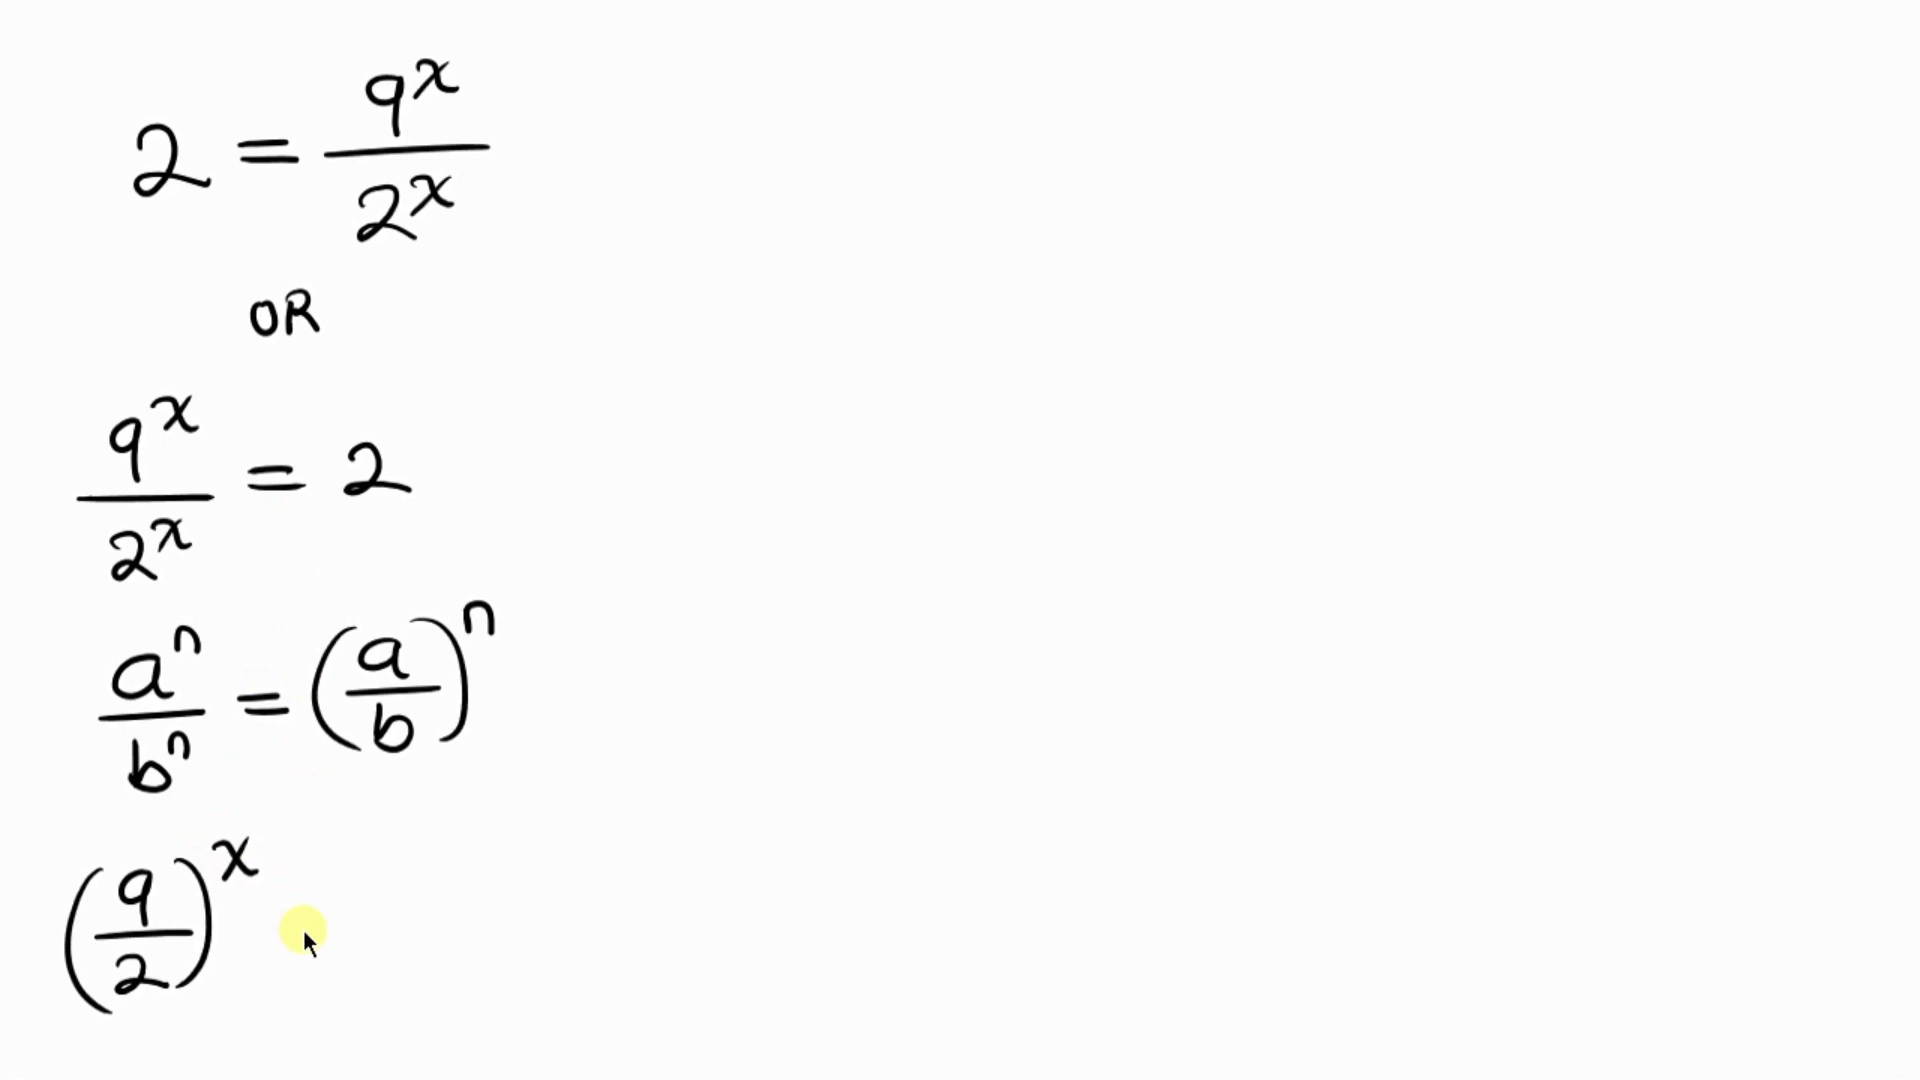 2 = 9^x / 2^x
OR
9^x / 2^x = 2
a^n / b^n = (a/b)^n
(9/2)^x